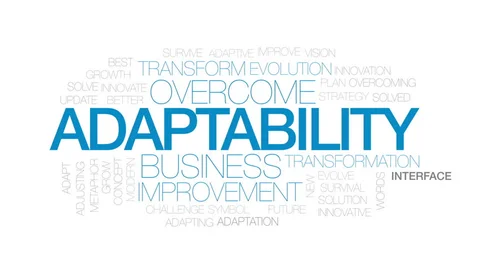 SURVIVE ADAPTIVE IMPROVE VISION
BEST TRANSFORM EVOLUTION INNOVATION
GROWTH
SOLVE INNOVATE OVERCOME PLAN OVERCOMING
UPDATE BETTER STRATEGY SOLVED
ADAPTABILITY
ADAPT
ADJUSTING
METAPHOR
GROW
CONCEPT
MODERN
BUSINESS TRANSFORMATION
IMPROVEMENT
NEW
EVOLVE
SURVIVAL
SOLUTION
INNOVATIVE
WORDS
INTERFACE
CHALLENGE SYMBOL FUTURE
ADAPTING ADAPTATION